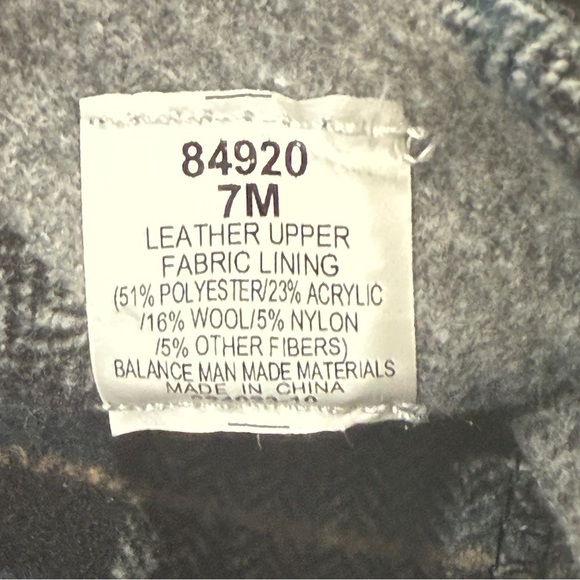 84920
7M
LEATHER UPPER
FABRIC LINING
(51% POLYESTER/23% ACRYLIC
/16% WOOL/5% NYLON
/5% OTHER FIBERS)
BALANCE MAN MADE MATERIALS
MADE IN CHINA